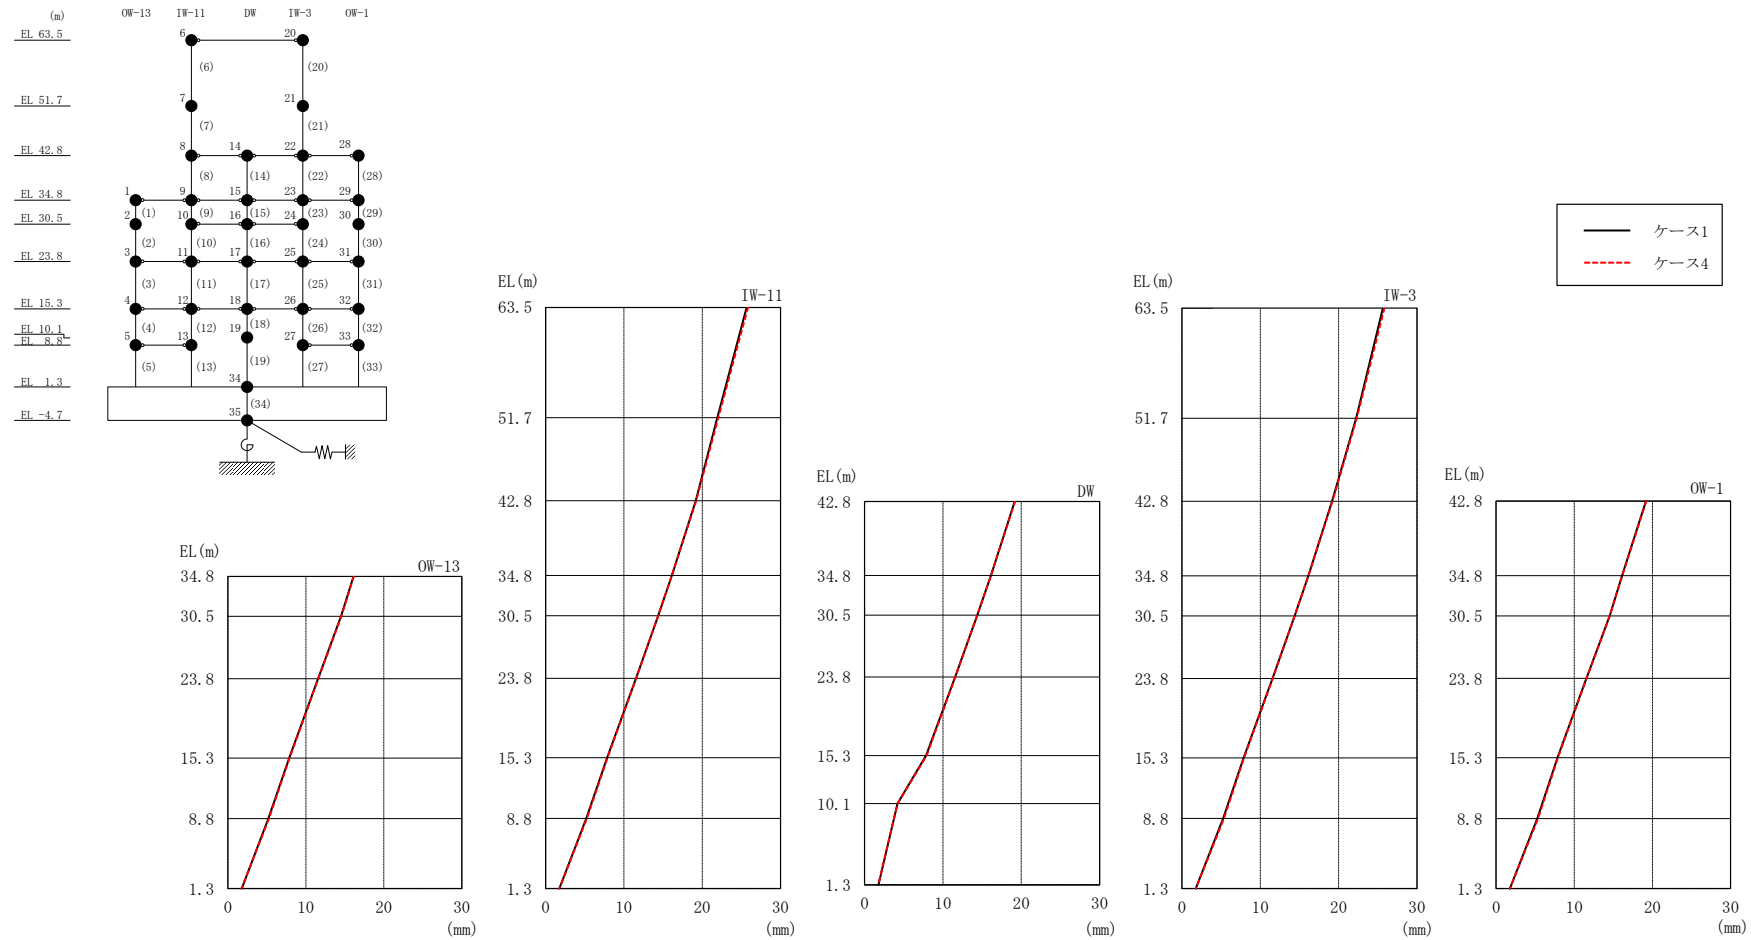 (m) OW-13 IW-11 DW IW-3 OW-1
EL 63.5 6 20
(6) (20)
EL 51.7 7 21
(7) (21)
EL 42.8 8 14 22 28
(8) (14) (22) (28)
EL 34.8 1 9 15 23 29
(1) (9) (15) (23) (29)
EL 30.5 2 10 16 24 30
(2) (10) (16) (24) (30)
EL 23.8 3 11 17 25 31
(3) (11) (17) (25) (31)
EL 15.3 4 12 18 26 32
(4) (12) (18) (26) (32)
EL 10.1 19
EL 8.8 5 13 27 33
(5) (13) (19) (27) (33)
EL 1.3 34
(34)
EL -4.7 35
ケース1
ケース4
EL(m)
OW-13
34.8
30.5
23.8
15.3
8.8
1.3
0 10 20 30
(mm)
EL(m)
IW-11
63.5
51.7
42.8
34.8
30.5
23.8
15.3
8.8
1.3
0 10 20 30
(mm)
EL(m)
DW
42.8
34.8
30.5
23.8
15.3
10.1
1.3
0 10 20 30
(mm)
EL(m)
IW-3
63.5
51.7
42.8
34.8
30.5
23.8
15.3
8.8
1.3
0 10 20 30
(mm)
EL(m)
OW-1
42.8
34.8
30.5
23.8
15.3
8.8
1.3
0 10 20 30
(mm)